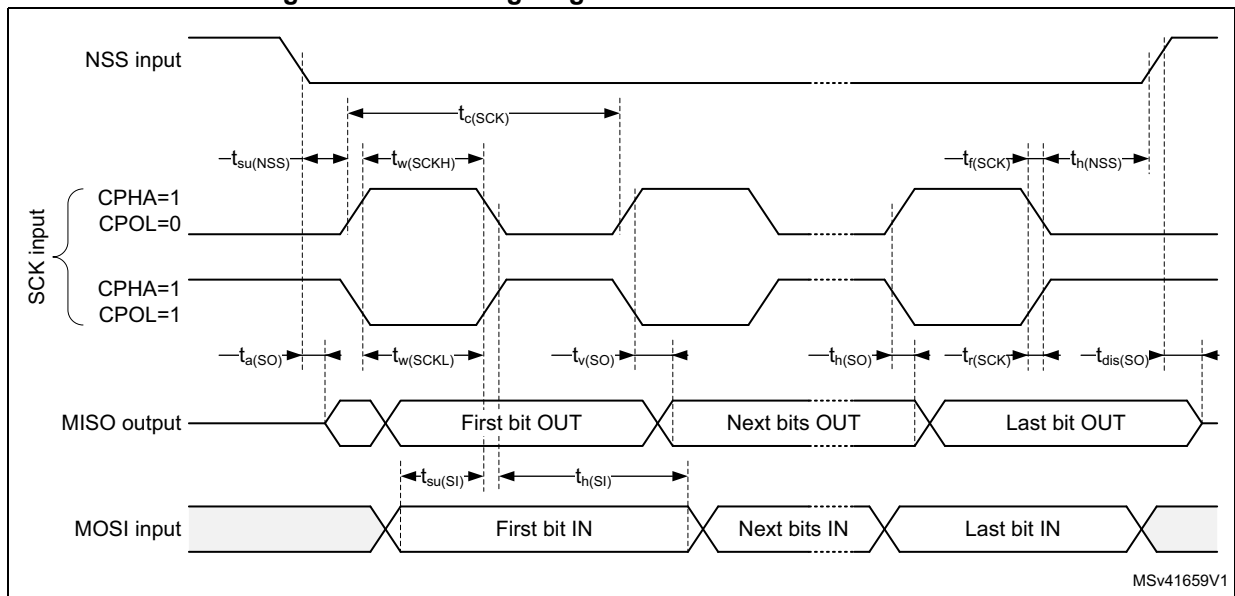 NSS input
tc(SCK)
tsu(NSS)
tw(SCKH)
tf(SCK)
th(NSS)
SCK input
CPHA=1
CPOL=0
CPHA=1
CPOL=1
ta(SO)
tw(SCKL)
tv(SO)
th(SO)
tr(SCK)
tdis(SO)
MISO output
First bit OUT
Next bits OUT
Last bit OUT
tsu(SI)
th(SI)
MOSI input
First bit IN
Next bits IN
Last bit IN
MSv41659V1